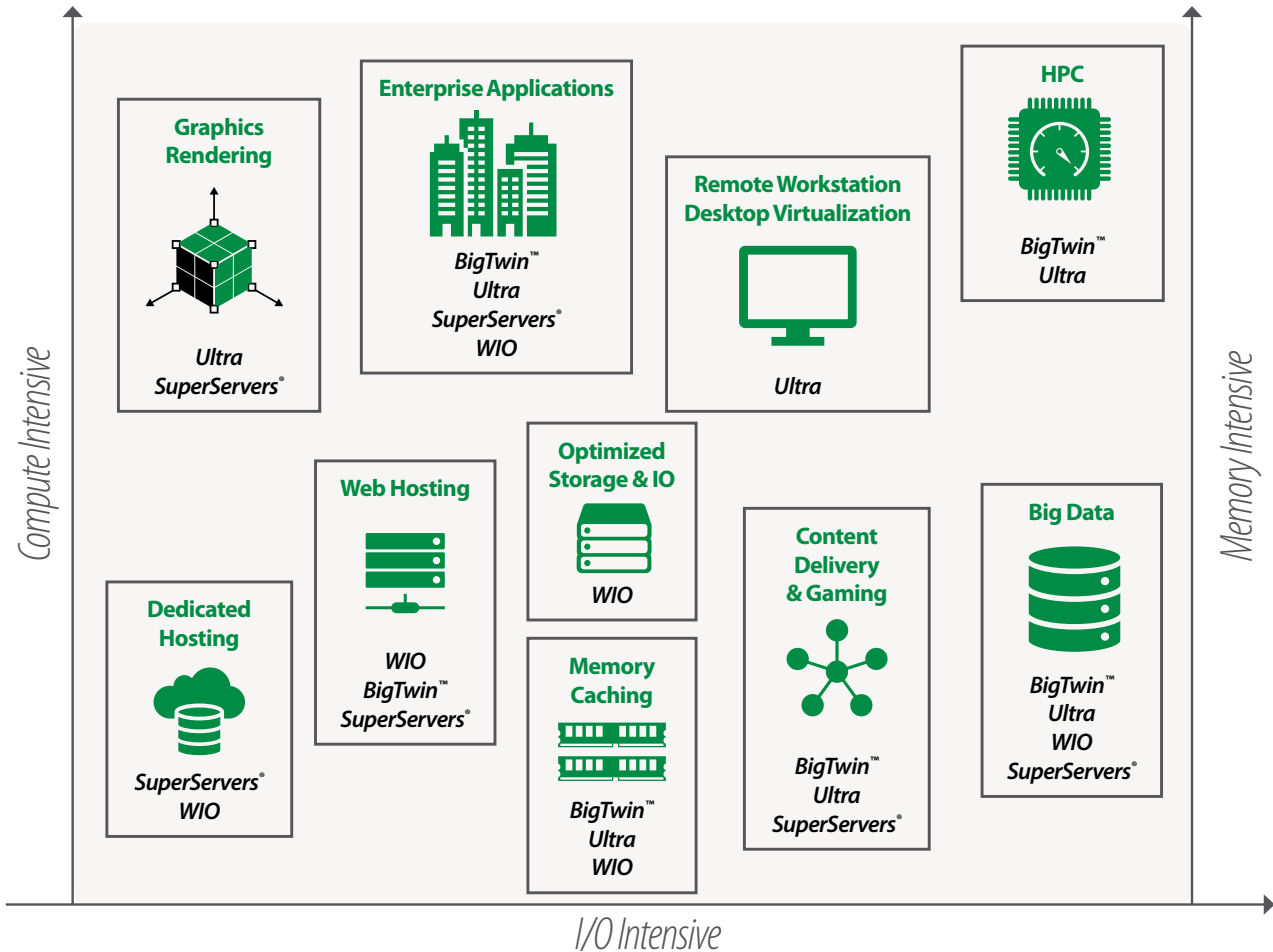 Compute Intensive
Graphics
Rendering
Ultra
SuperServers®
Enterprise Applications
BigTwin™
Ultra
SuperServers®
WIO
Remote Workstation
Desktop Virtualization
Ultra
HPC
BigTwin™
Ultra
Dedicated
Hosting
SuperServers®
WIO
Web Hosting
WIO
BigTwin™
SuperServers®
Optimized
Storage & IO
WIO
Memory
Caching
BigTwin™
Ultra
WIO
Content
Delivery
& Gaming
BigTwin™
Ultra
SuperServers®
Big Data
BigTwin™
Ultra
WIO
SuperServers®
Memory Intensive
I/O Intensive